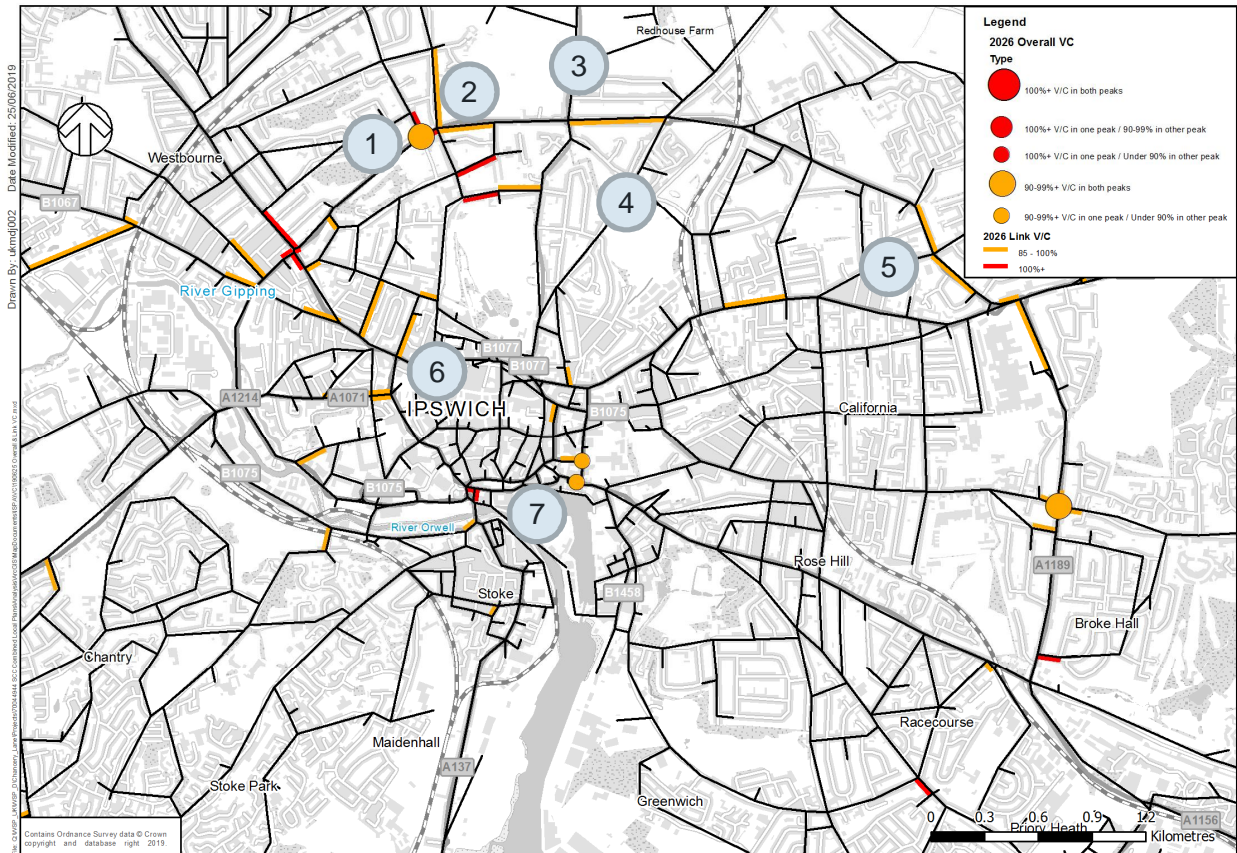 Legend
2026 Overall VC
Type
100%+ V/C in both peaks
100%+ V/C in one peak / 90-99% in other peak
100%+ V/C in one peak / Under 90% in other peak
90-99%+ V/C in both peaks
90-99%+ V/C in one peak / Under 90% in other peak
2026 Link V/C
85 - 100%
100%+
Drawn By: ukmoj002 Date Modified: 25/06/2019
Redhouse Farm
3
2
1
Westbourne
B1067
4
5
River Gipping
B1077
B1077
6
A1214
A1071
IPSWICH
B1075
California
B1075
B1075
7
River Orwell
Rose Hill
A1189
Stoke
B1458
Broke Hall
Chantry
Racecourse
Maidenhall
A137
Stoke Park
Greenwich
Priory Heath
A1156
0 0.3 0.6 0.9 1.2
Kilometres
Contains Ordnance Survey data © Crown
copyright and database right 2019.